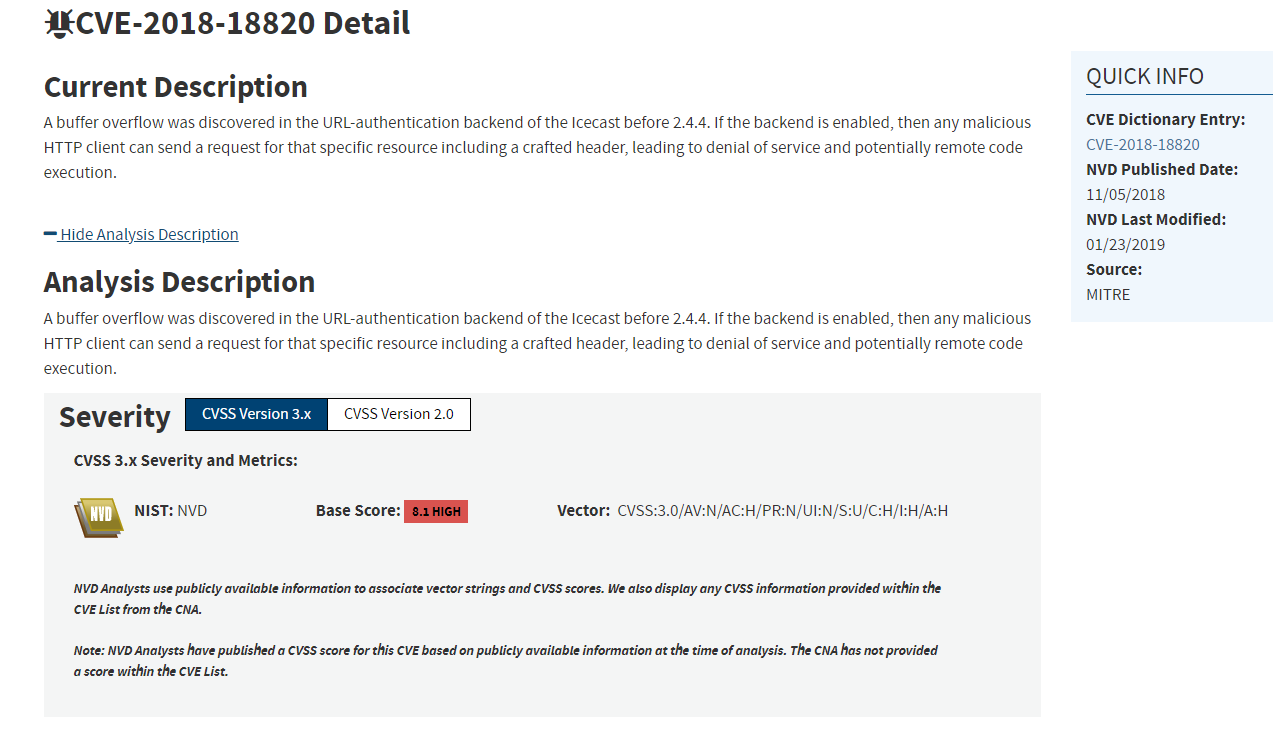 CVE-2018-18820 Detail
Current Description
A buffer overflow was discovered in the URL-authentication backend of the Icecast before 2.4.4. If the backend is enabled, then any malicious
HTTP client can send a request for that specific resource including a crafted header, leading to denial of service and potentially remote code
execution.
Hide Analysis Description
Analysis Description
A buffer overflow was discovered in the URL-authentication backend of the Icecast before 2.4.4. If the backend is enabled, then any malicious
HTTP client can send a request for that specific resource including a crafted header, leading to denial of service and potentially remote code
execution.
Severity CVSS Version 3.x CVSS Version 2.0
CVSS 3.x Severity and Metrics:
NVD NIST: NVD Base Score: 8.1 HIGH Vector: CVSS:3.0/AV:N/AC:H/PR:N/UI:N/S:U/C:H/I:H/A:H
NVD Analysts use publicly available information to associate vector strings and CVSS scores. We also display any CVSS information provided within the
CVE List from the CNA.
Note: NVD Analysts have published a CVSS score for this CVE based on publicly available information at the time of analysis. The CNA has not provided
a score within the CVE List.
QUICK INFO
CVE Dictionary Entry:
CVE-2018-18820
NVD Published Date:
11/05/2018
NVD Last Modified:
01/23/2019
Source:
MITRE